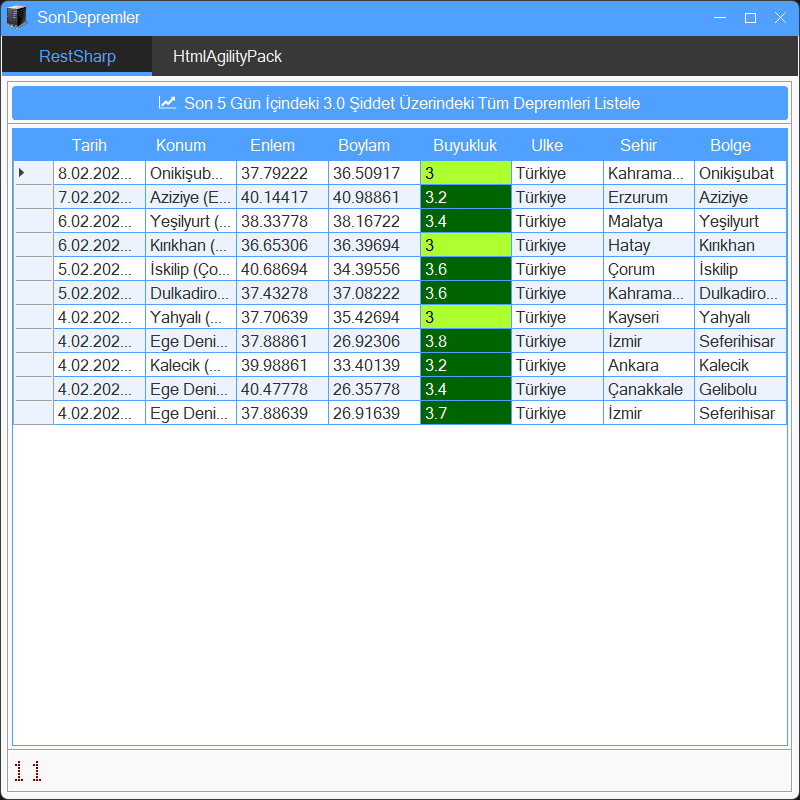 SonDepremler
RestSharp HtmlAgilityPack
Son 5 Gün İçindeki 3.0 Şiddet Üzerindeki Tüm Depremleri Listele
Tarih Konum Enlem Boylam Buyukluk Ulke Sehir Bolge
8.02.202... Onikişub... 37.79222 36.50917 3 Türkiye Kahrama... Onikişubat
7.02.202... Aziziye (E... 40.14417 40.98861 3.2 Türkiye Erzurum Aziziye
6.02.202... Yeşilyurt (... 38.33778 38.16722 3.4 Türkiye Malatya Yeşilyurt
6.02.202... Kırıkhan (... 36.65306 36.39694 3 Türkiye Hatay Kırıkhan
5.02.202... İskilip (Ço... 40.68694 34.39556 3.6 Türkiye Çorum İskilip
5.02.202... Dulkadiro... 37.43278 37.08222 3.6 Türkiye Kahrama... Dulkadiro...
4.02.202... Yahyalı (... 37.70639 35.42694 3 Türkiye Kayseri Yahyalı
4.02.202... Ege Deni... 37.88861 26.92306 3.8 Türkiye İzmir Seferihisar
4.02.202... Kalecik (... 39.98861 33.40139 3.2 Türkiye Ankara Kalecik
4.02.202... Ege Deni... 40.47778 26.35778 3.4 Türkiye Çanakkale Gelibolu
4.02.202... Ege Deni... 37.88639 26.91639 3.7 Türkiye İzmir Seferihisar
11